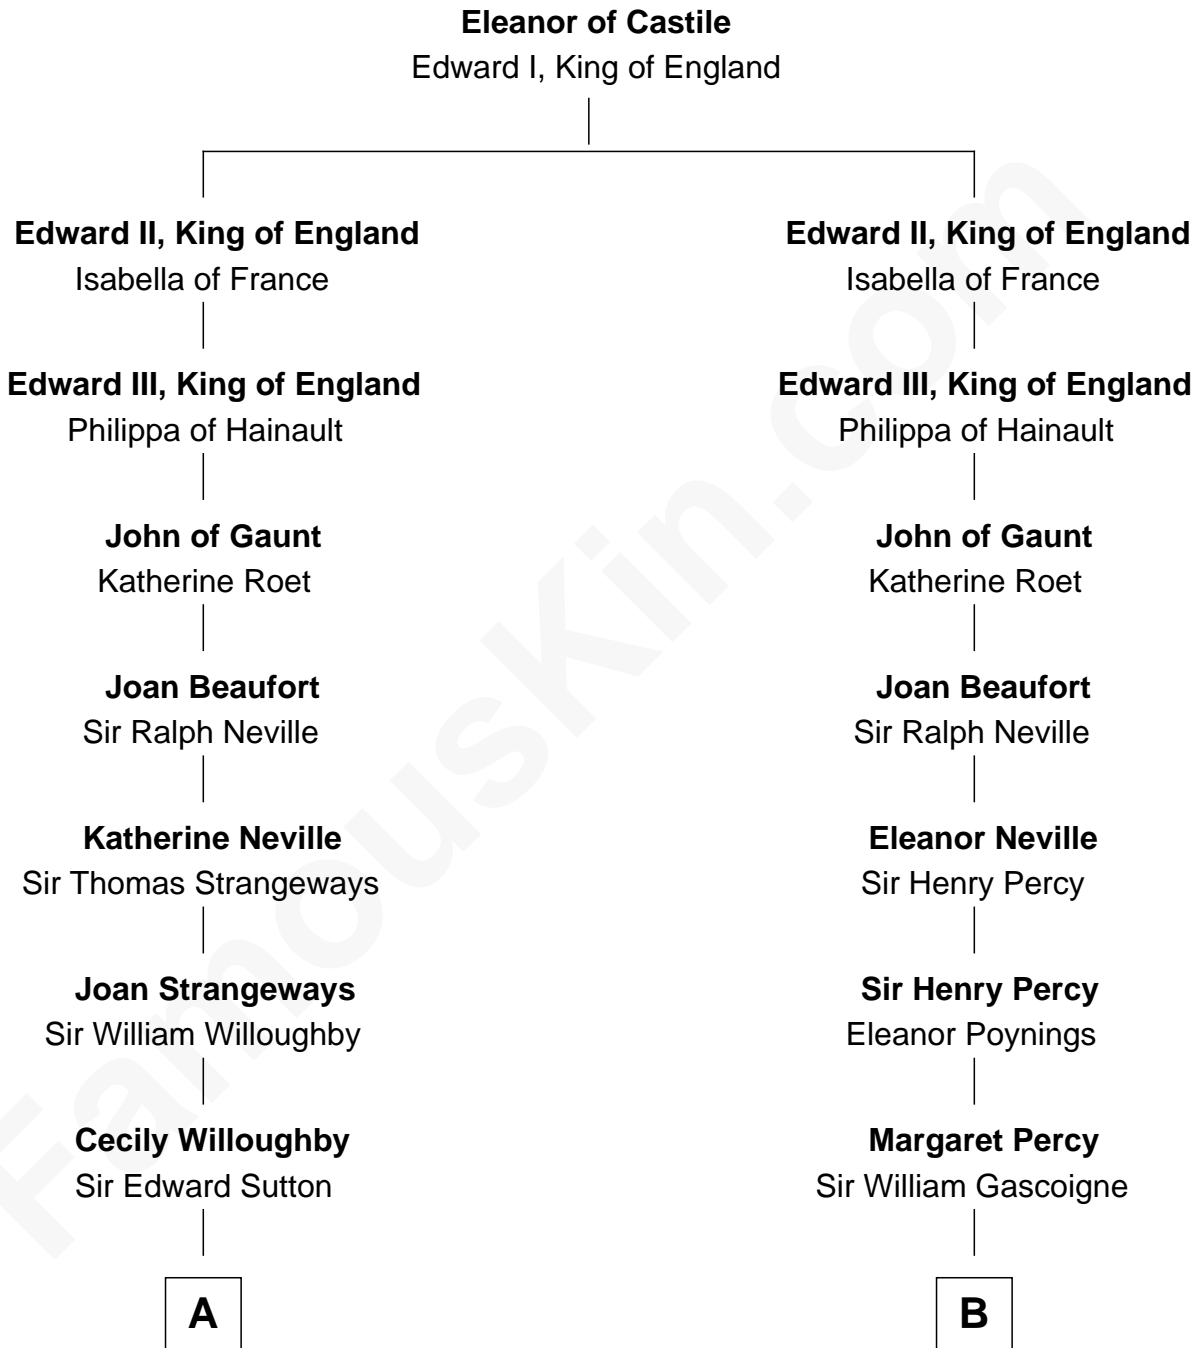 Eleanor of Castile
Edward I, King of England
Edward II, King of England
Isabella of France
Edward III, King of England
Philippa of Hainault
John of Gaunt
Katherine Roet
Joan Beaufort
Sir Ralph Neville
Katherine Neville
Sir Thomas Strangeways
Joan Strangeways
Sir William Willoughby
Cecily Willoughby
Sir Edward Sutton
A
Edward II, King of England
Isabella of France
Edward III, King of England
Philippa of Hainault
John of Gaunt
Katherine Roet
Joan Beaufort
Sir Ralph Neville
Eleanor Neville
Sir Henry Percy
Sir Henry Percy
Eleanor Poynings
Margaret Percy
Sir William Gascoigne
B
FamousKin.com